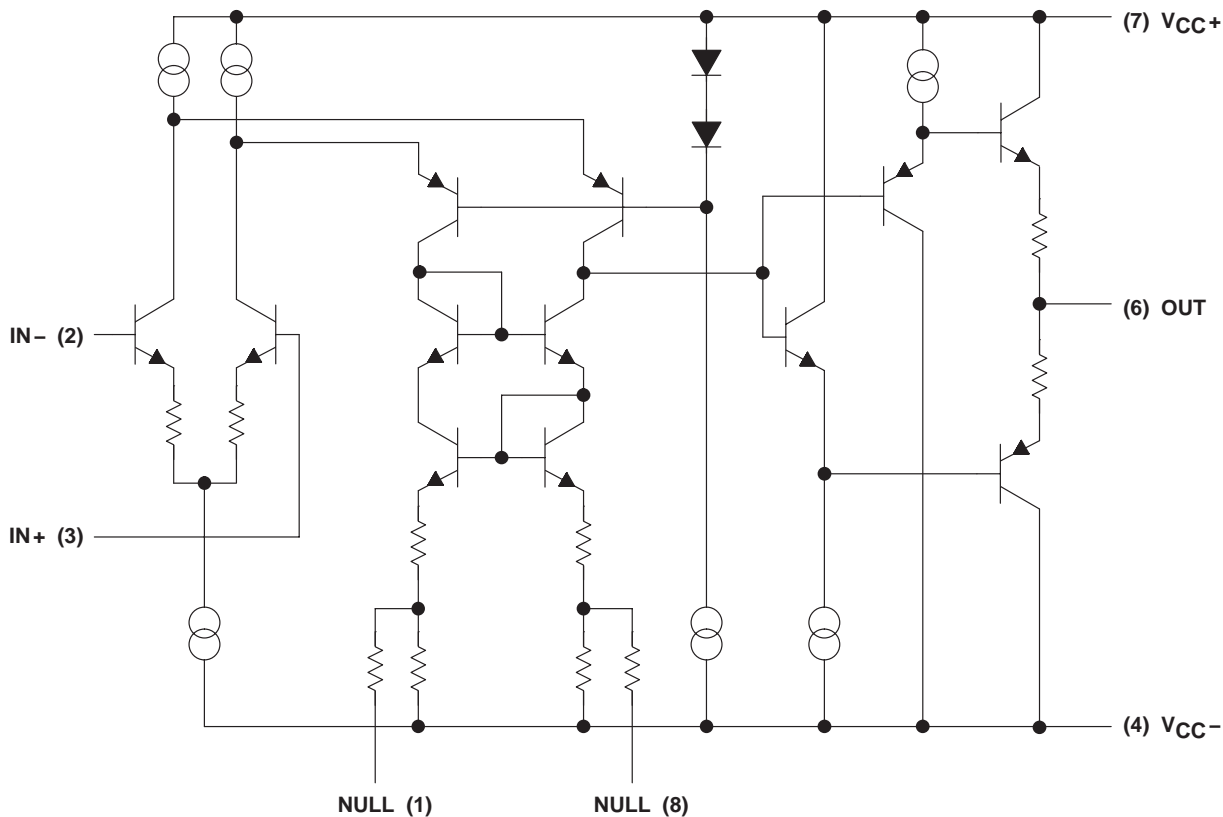 (7) VCC+
IN− (2)
(6) OUT
IN+ (3)
(4) VCC−
NULL (1)
NULL (8)